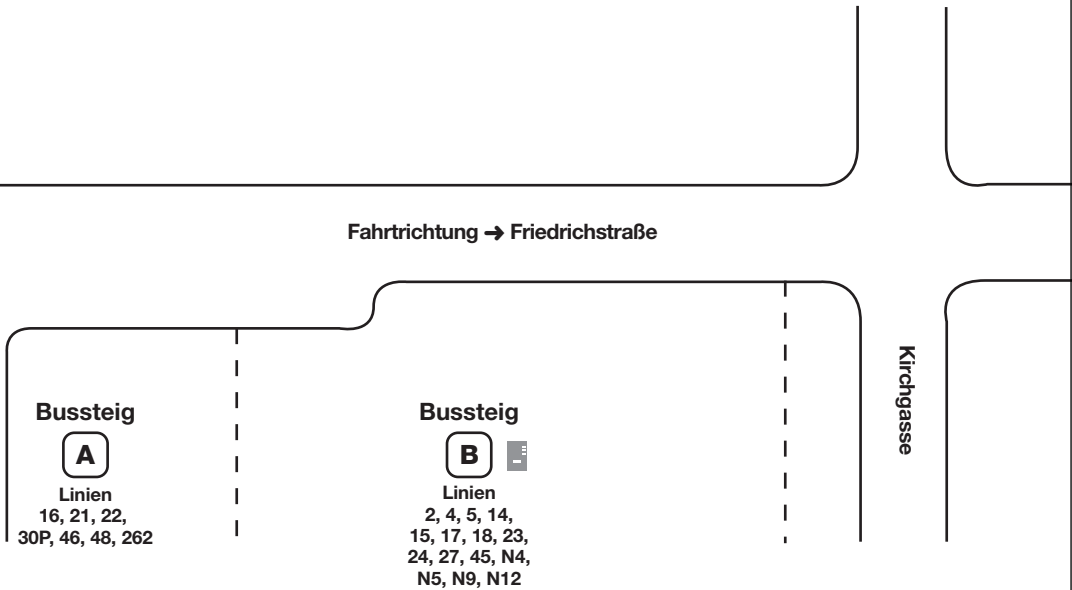 Fahrtrichtung ➔ Friedrichstraße
Kirchgasse
Bussteig
A
Linien
16, 21, 22,
30P, 46, 48, 262
Bussteig
B
Linien
2, 4, 5, 14,
15, 17, 18, 23,
24, 27, 45, N4,
N5, N9, N12